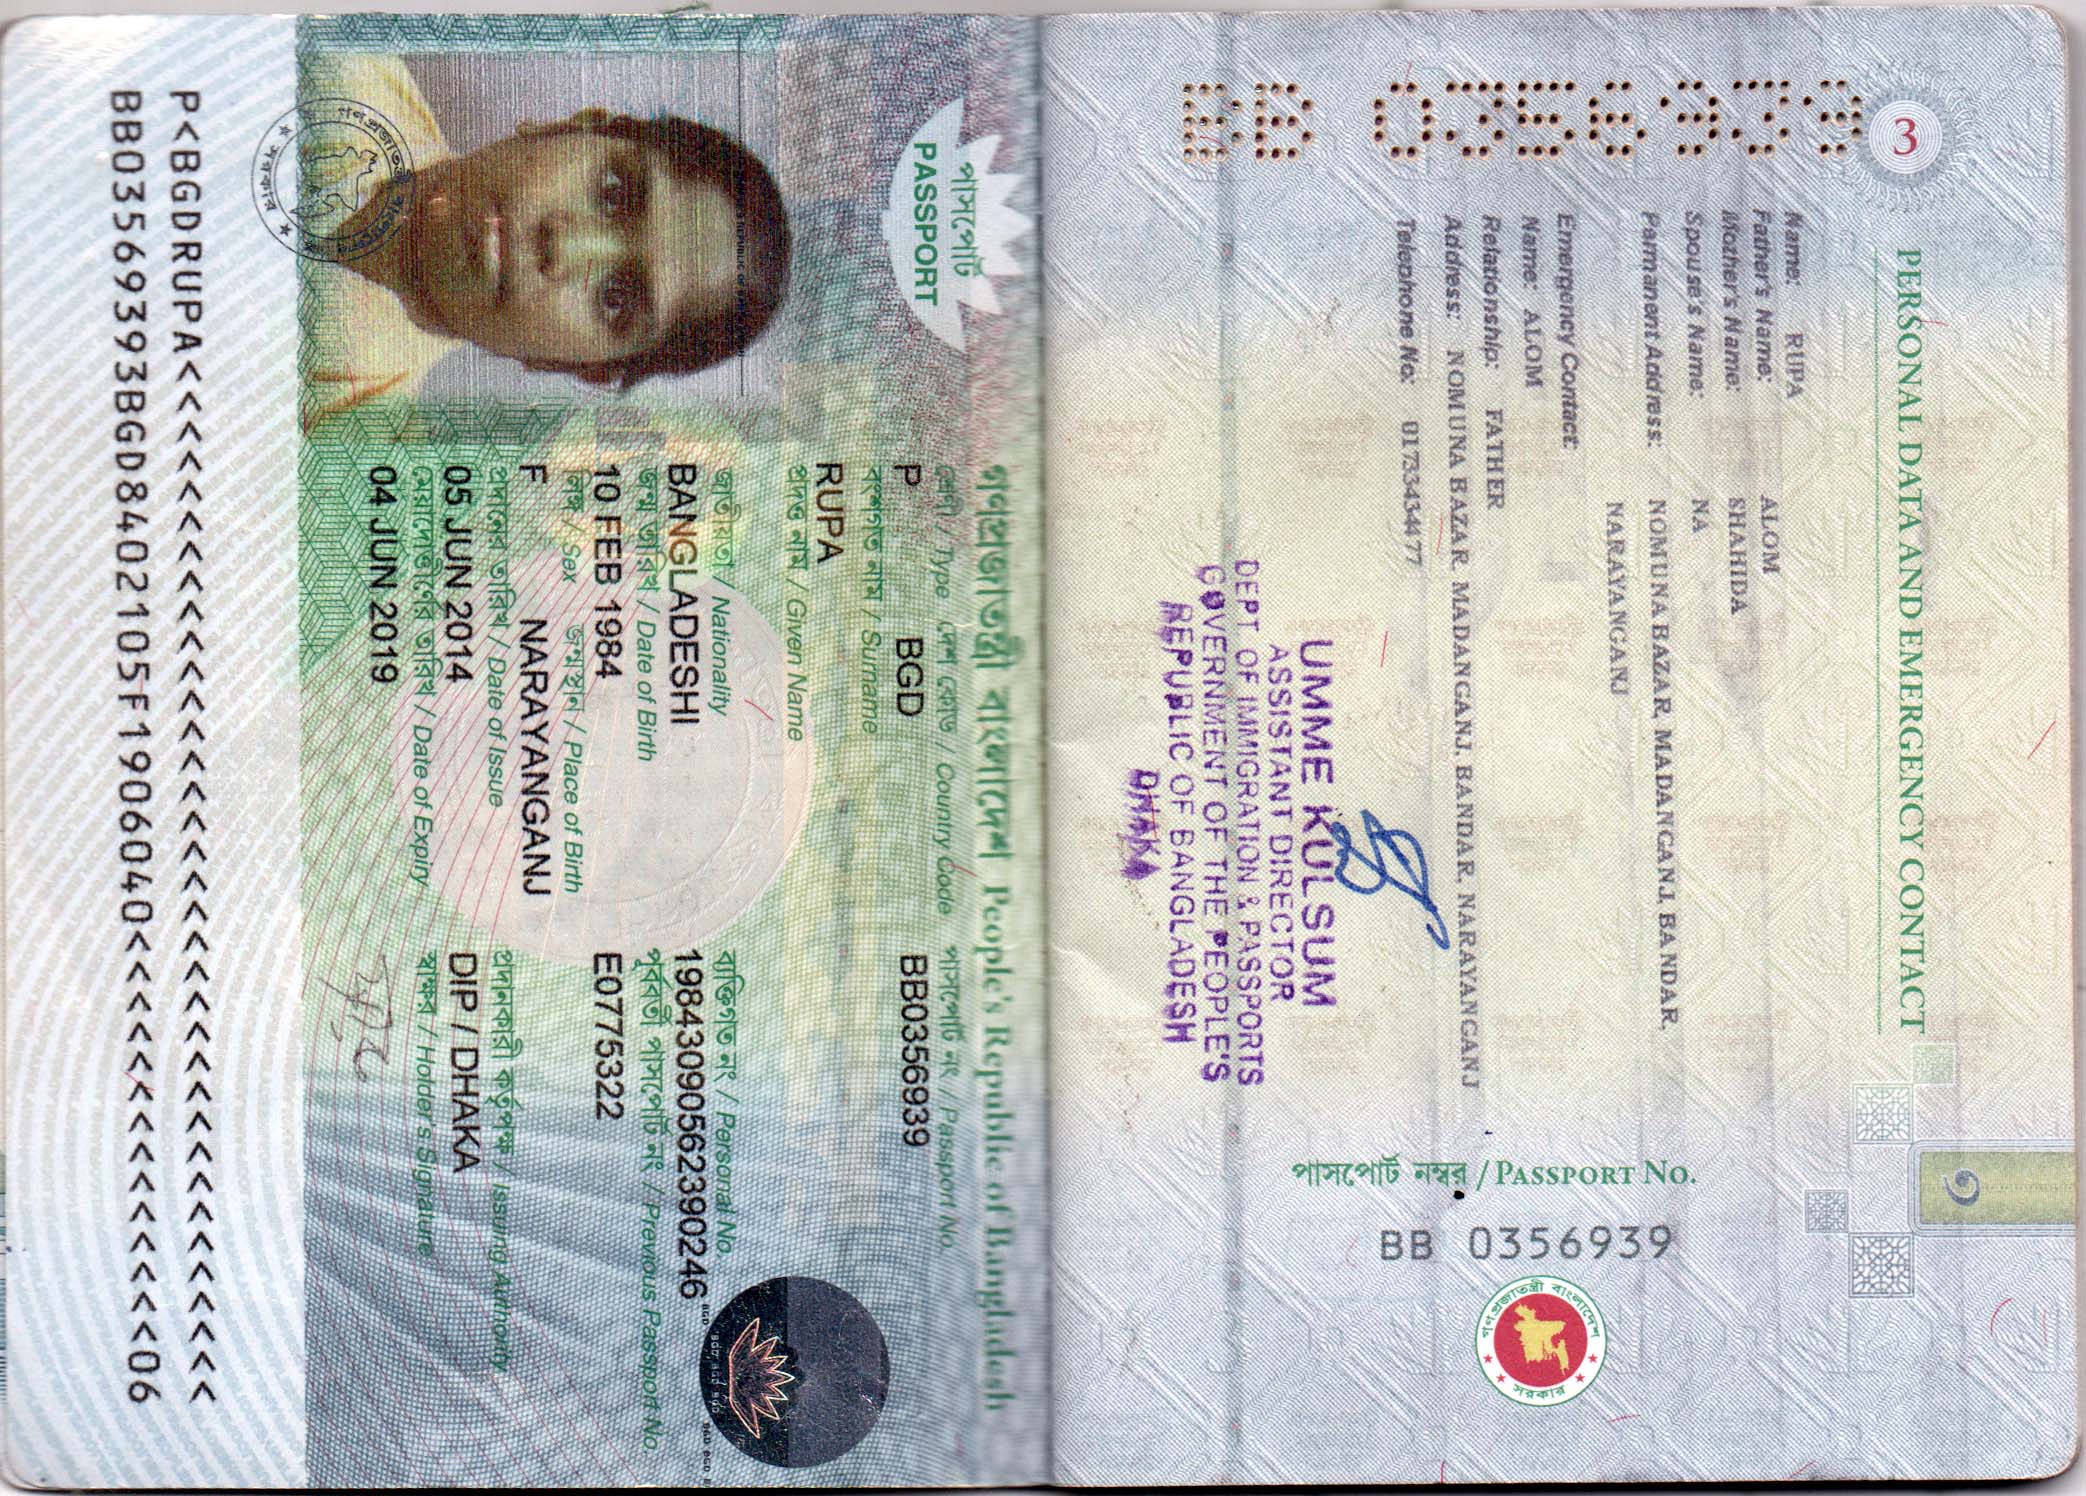 3
PERSONAL DATA AND EMERGENCY CONTACT
Name: RUPA
Father's Name: ALOM
Mother's Name: SHAHIDA
Spouse's Name: NA
Permanent Address: NOMUNA BAZAR, MADANGANJ, BANDAR,
NARAYANGANJ
Emergency Contact:
Name: ALOM
Relationship: FATHER
Address: NOMUNA BAZAR, MADANGANJ, BANDAR, NARAYANGANJ
Telephone No: 01733434477
UMME KULSUM
ASSISTANT DIRECTOR
DEPT OF IMMIGRATION & PASSPORTS
GOVERNMENT OF THE PEOPLE'S
REPUBLIC OF BANGLADESH
DHAKA
BB 0356939
পাসপোর্ট নম্বর / PASSPORT No.
BB 0356939
গণপ্রজাতন্ত্রী বাংলাদেশ
সরকার
গণপ্রজাতন্ত্রী বাংলাদেশ People's Republic of Bangladesh
পাসপোর্ট
PASSPORT
শ্রেণী / Type দেশ কোড / Country Code পাসপোর্ট নং / Passport No.
P BGD BB0356939
বংশগত নাম / Surname
RUPA
প্রদত্ত নাম / Given Name
জাতীয়তা / Nationality ব্যক্তিগত নং / Personal No.
BANGLADESHI 19843090562390246
জন্ম তারিখ / Date of Birth পূর্ববর্তী পাসপোর্ট নং / Previous Passport No.
10 FEB 1984 E0775322
লিঙ্গ / Sex জন্মস্থান / Place of Birth
F NARAYANGANJ
প্রদানের তারিখ / Date of Issue প্রদানকারী কর্তৃপক্ষ / Issuing Authority
05 JUN 2014 DIP / DHAKA
মেয়াদোত্তীর্ণের তারিখ / Date of Expiry স্বাক্ষর / Holder's Signature
04 JUN 2019
P<BGDRUPA<<<<<<<<<<<<<<<<<<<<<<<<<<<<<<<<<<<
BB03569393BGD8402105F1906040<<<<<<<<<<<<<<06